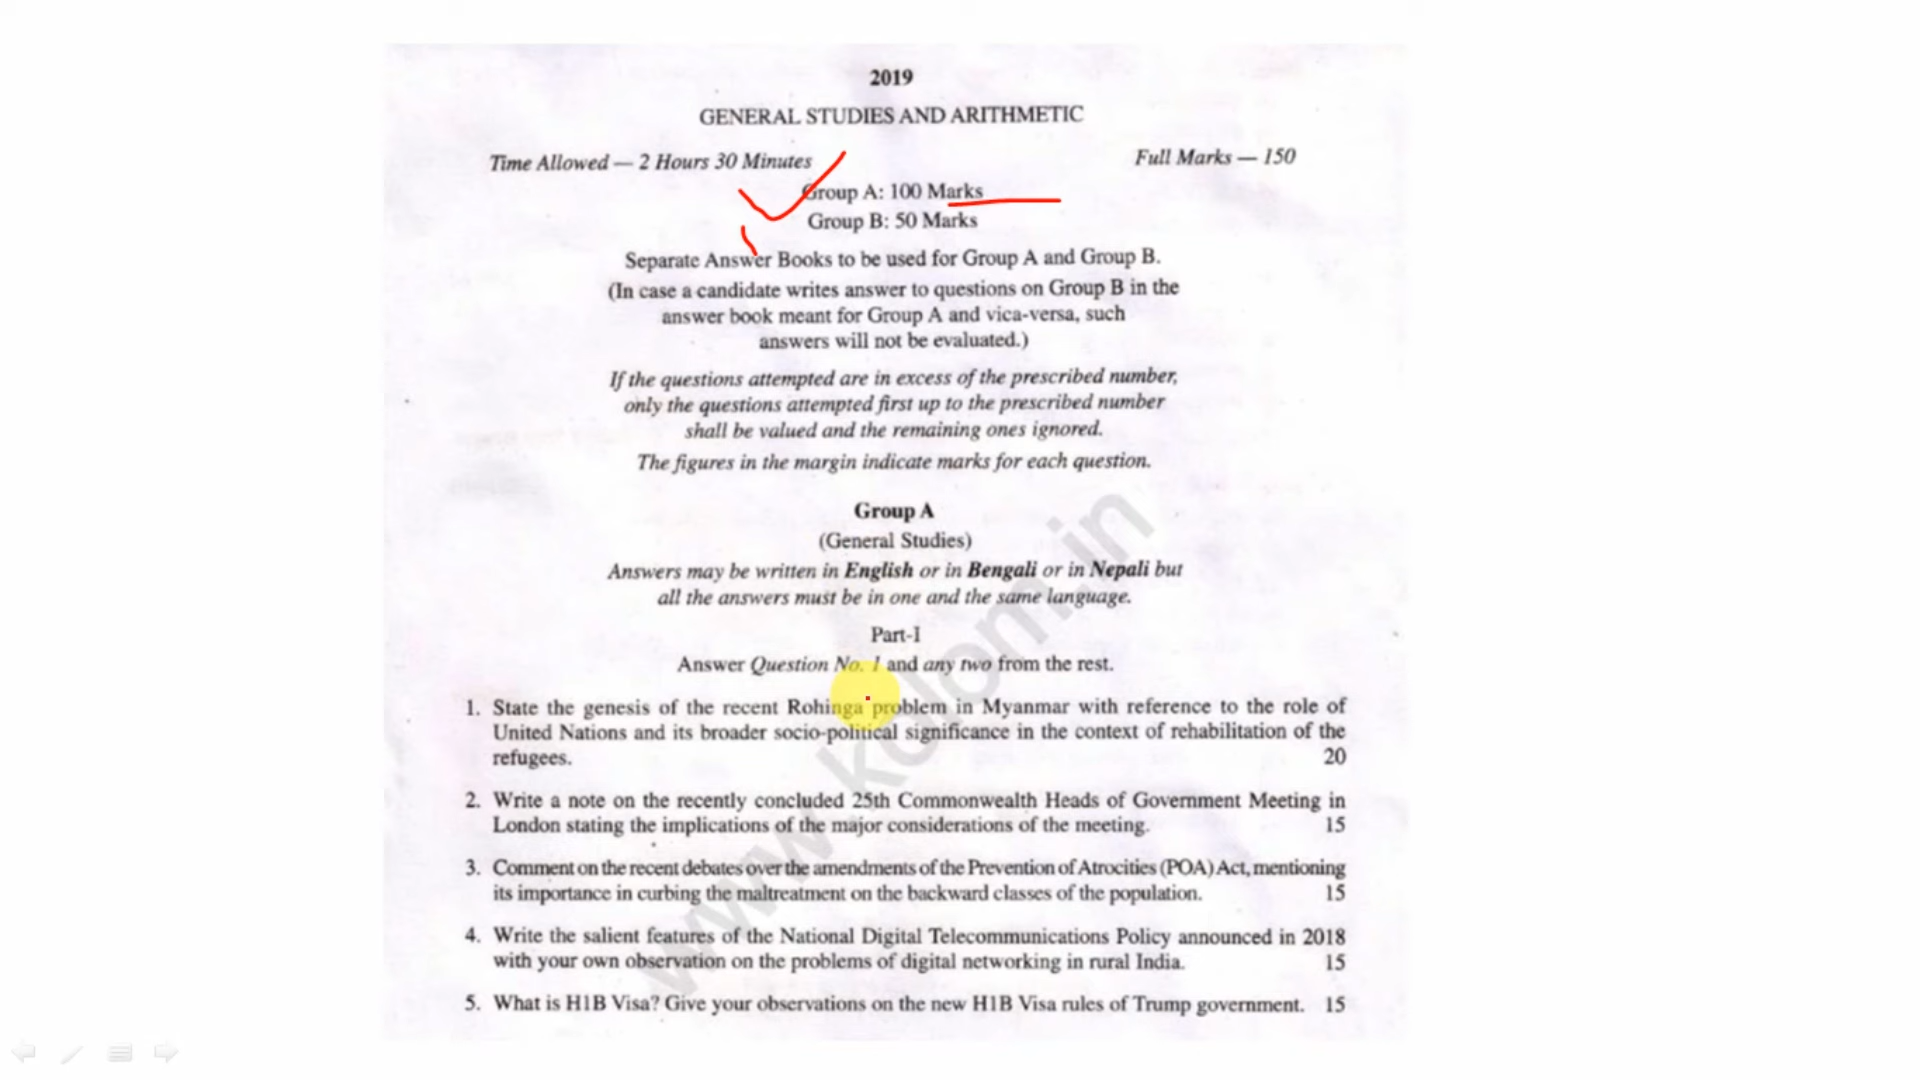 2019
GENERAL STUDIES AND ARITHMETIC
Time Allowed — 2 Hours 30 Minutes
Full Marks — 150
Group A: 100 Marks
Group B: 50 Marks
Separate Answer Books to be used for Group A and Group B.
(In case a candidate writes answer to questions on Group B in the
answer book meant for Group A and vica-versa, such
answers will not be evaluated.)
If the questions attempted are in excess of the prescribed number,
only the questions attempted first up to the prescribed number
shall be valued and the remaining ones ignored.
The figures in the margin indicate marks for each question.
Group A
(General Studies)
Answers may be written in English or in Bengali or in Nepali but
all the answers must be in one and the same language.
Part-I
Answer Question No. 1 and any two from the rest.
1. State the genesis of the recent Rohinga problem in Myanmar with reference to the role of
United Nations and its broader socio-political significance in the context of rehabilitation of the
refugees. 20
2. Write a note on the recently concluded 25th Commonwealth Heads of Government Meeting in
London stating the implications of the major considerations of the meeting. 15
3. Comment on the recent debates over the amendments of the Prevention of Atrocities (POA) Act, mentioning
its importance in curbing the maltreatment on the backward classes of the population. 15
4. Write the salient features of the National Digital Telecommunications Policy announced in 2018
with your own observation on the problems of digital networking in rural India. 15
5. What is H1B Visa? Give your observations on the new H1B Visa rules of Trump government. 15
www.kolom.in